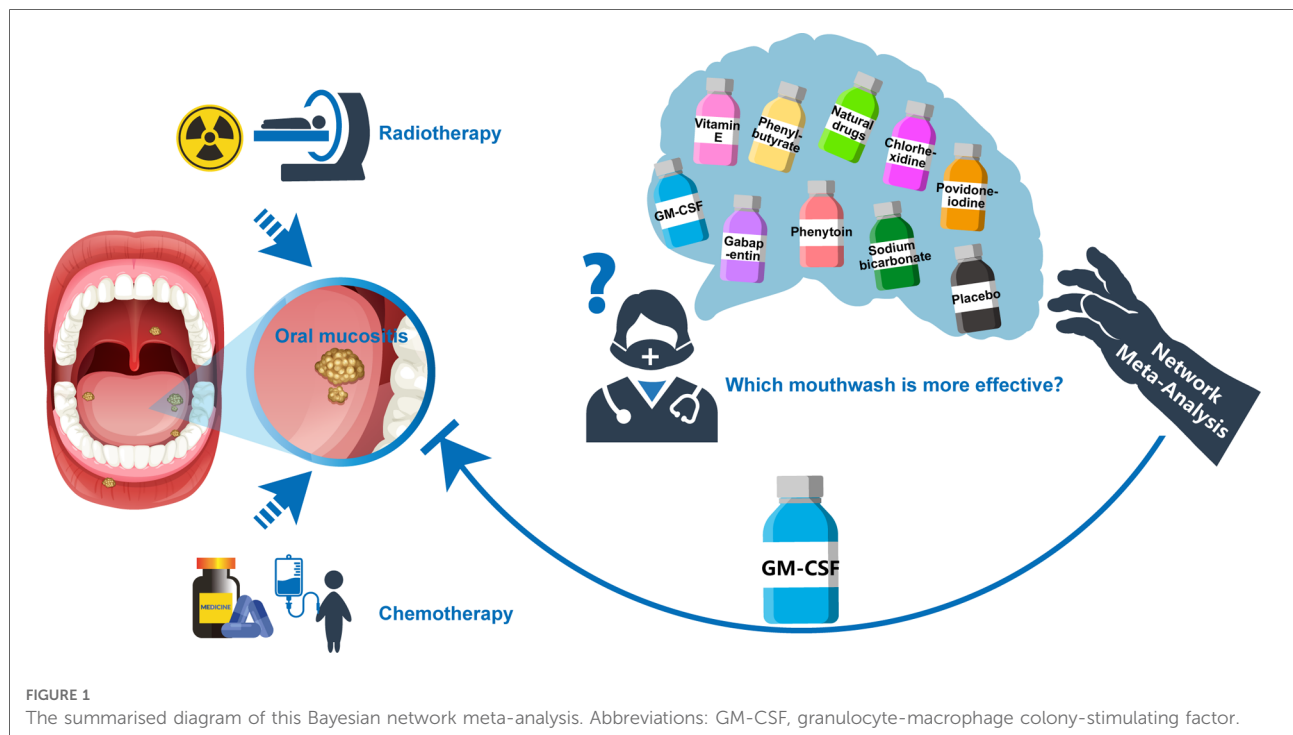 Radiotherapy
Oral mucositis
MEDICINE
Chemotherapy
Vitamin
E
Phenyl-
butyrate
Natural
drugs
Chlorhe-
xidine
Povidone-
iodine
GM-CSF
Gabap
-entin
Phenytoin
Sodium
bicarbonate
Placebo
?
Which mouthwash is more effective?
Network
Meta-Analysis
GM-CSF
FIGURE 1
The summarised diagram of this Bayesian network meta-analysis. Abbreviations: GM-CSF, granulocyte-macrophage colony-stimulating factor.